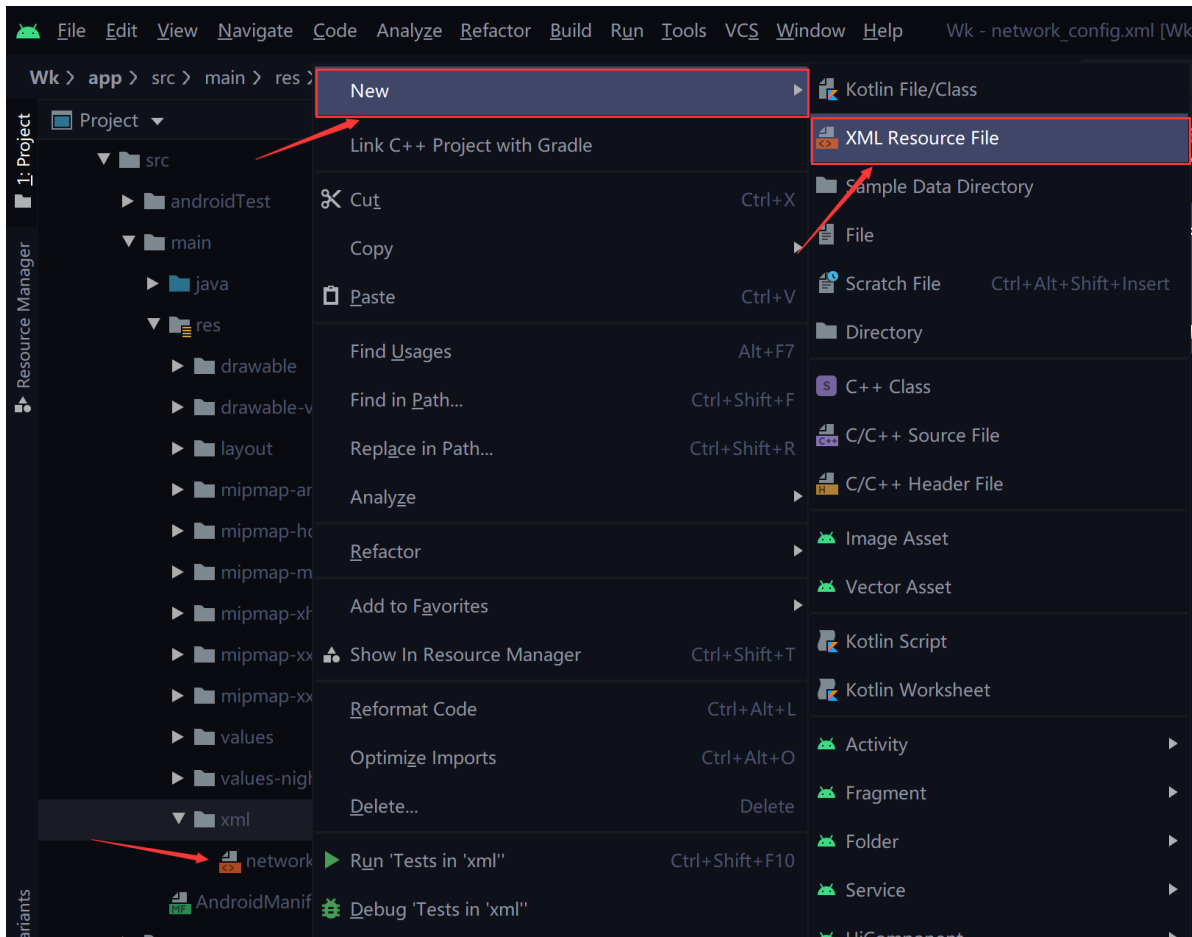 File Edit View Navigate Code Analyze Refactor Build Run Tools VCS Window Help Wk - network_config.xml [Wk
Wk app src main res
Project
1: Project
Resource Manager
src
androidTest
main
java
res
drawable
drawable-v
layout
mipmap-an
mipmap-hd
mipmap-m
mipmap-xh
mipmap-xx
mipmap-xx
values
values-nigh
xml
network
AndroidManif
MF
ariants
New
Link C++ Project with Gradle
Cut Ctrl+X
Copy
Paste Ctrl+V
Find Usages Alt+F7
Find in Path... Ctrl+Shift+F
Replace in Path... Ctrl+Shift+R
Analyze
Refactor
Add to Favorites
Show In Resource Manager Ctrl+Shift+T
Reformat Code Ctrl+Alt+L
Optimize Imports Ctrl+Alt+O
Delete... Delete
Run 'Tests in 'xml'' Ctrl+Shift+F10
Debug 'Tests in 'xml''
Kotlin File/Class
XML Resource File
Sample Data Directory
File
Scratch File Ctrl+Alt+Shift+Insert
Directory
S C++ Class
C++ C/C++ Source File
H C/C++ Header File
Image Asset
Vector Asset
Kotlin Script
Kotlin Worksheet
Activity
Fragment
Folder
Service